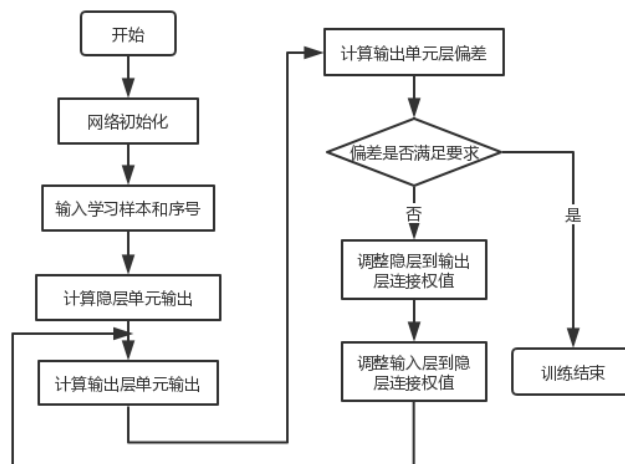 开始
网络初始化
输入学习样本和序号
计算隐层单元输出
计算输出层单元输出
计算输出单元层偏差
偏差是否满足要求
否
是
调整隐层到输出
层连接权值
调整输入层到隐
层连接权值
训练结束